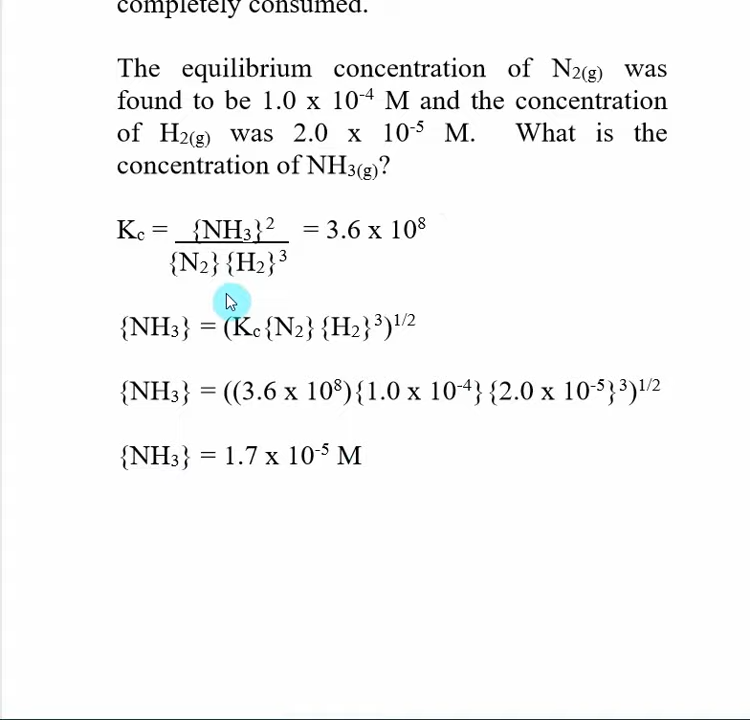 completely consumed.
The equilibrium concentration of N₂₍g₎ was
found to be 1.0 x 10⁻⁴ M and the concentration
of H₂₍g₎ was 2.0 x 10⁻⁵ M. What is the
concentration of NH₃₍g₎?
Kc = {NH₃}² = 3.6 x 10⁸
{N₂} {H₂}³
{NH₃} = (Kc{N₂} {H₂}³)¹/²
{NH₃} = ((3.6 x 10⁸){1.0 x 10⁻⁴} {2.0 x 10⁻⁵}³)¹/²
{NH₃} = 1.7 x 10⁻⁵ M